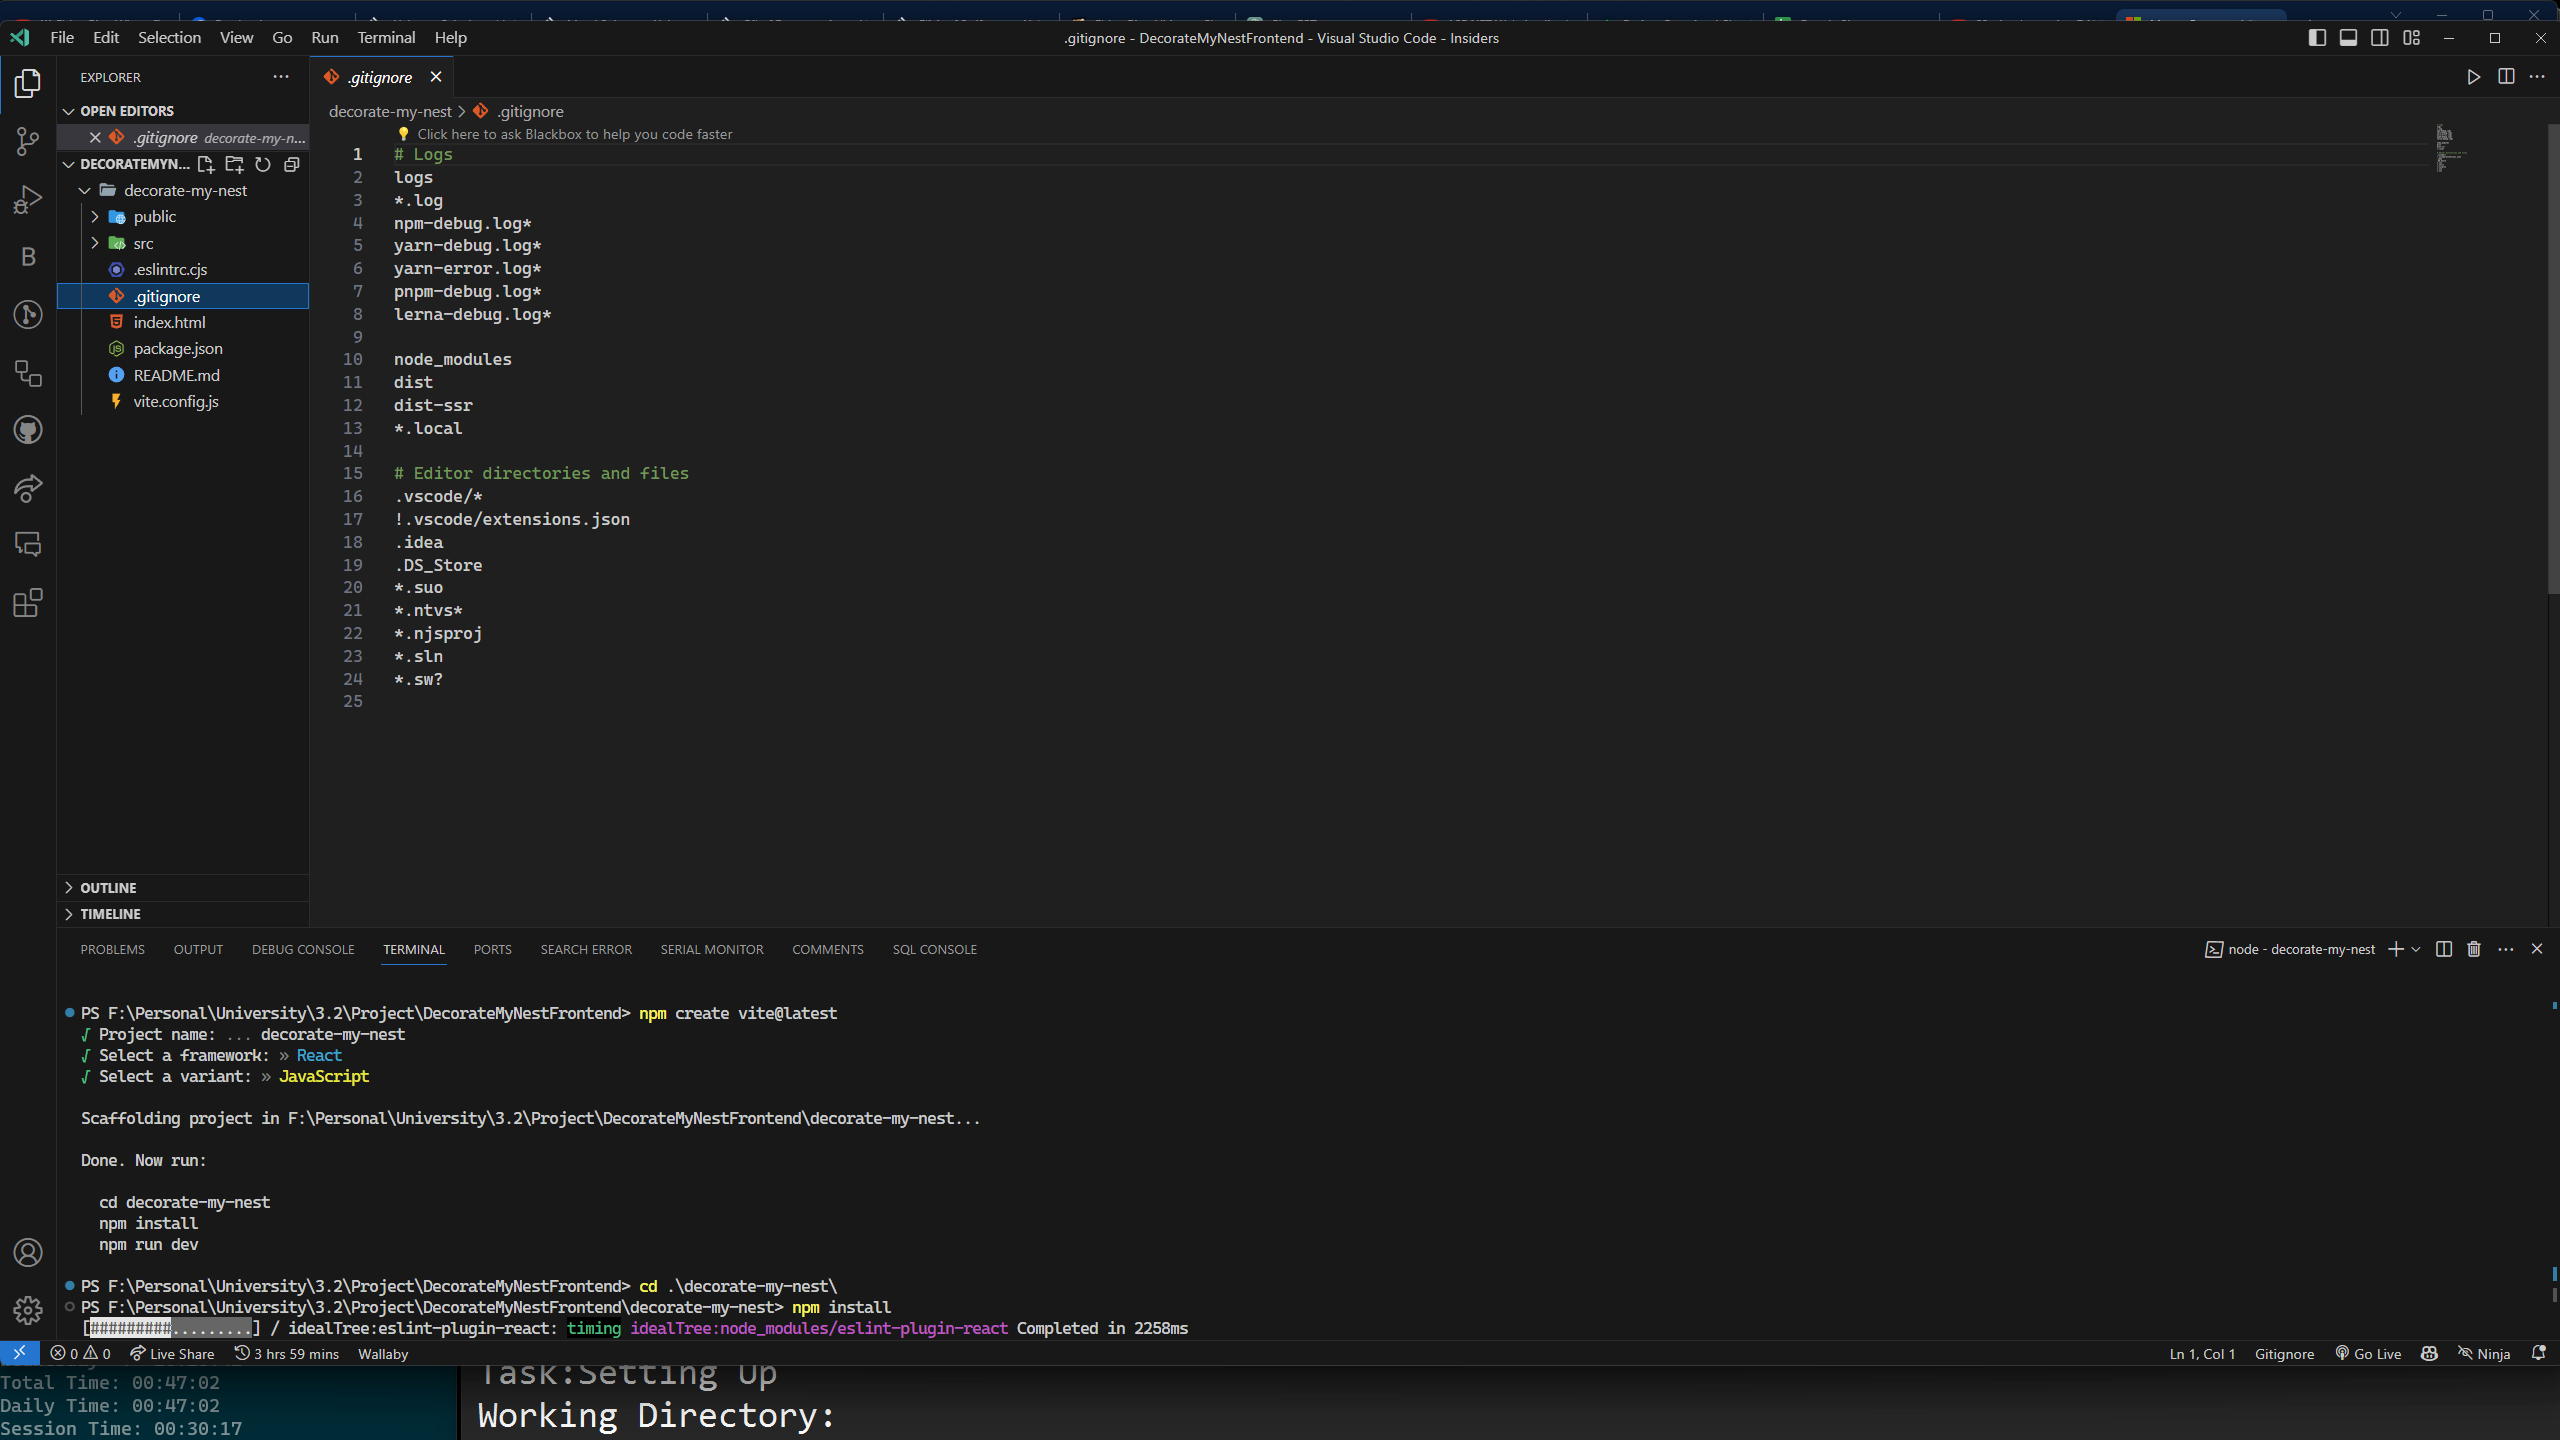 File Edit Selection View Go Run Terminal Help
.gitignore - DecorateMyNestFrontend - Visual Studio Code - Insiders
EXPLORER
.gitignore
OPEN EDITORS
.gitignore decorate-my-n...
DECORATEMYN...
decorate-my-nest
public
src
.eslintrc.cjs
.gitignore
index.html
package.json
README.md
vite.config.js
OUTLINE
TIMELINE
decorate-my-nest > .gitignore
Click here to ask Blackbox to help you code faster
1 # Logs
2 logs
3 *.log
4 npm-debug.log*
5 yarn-debug.log*
6 yarn-error.log*
7 pnpm-debug.log*
8 lerna-debug.log*
9
10 node_modules
11 dist
12 dist-ssr
13 *.local
14
15 # Editor directories and files
16 .vscode/*
17 !.vscode/extensions.json
18 .idea
19 .DS_Store
20 *.suo
21 *.ntvs*
22 *.njsproj
23 *.sln
24 *.sw?
25
PROBLEMS OUTPUT DEBUG CONSOLE TERMINAL PORTS SEARCH ERROR SERIAL MONITOR COMMENTS SQL CONSOLE
node - decorate-my-nest
PS F:\Personal\University\3.2\Project\DecorateMyNestFrontend> npm create vite@latest
√ Project name: ... decorate-my-nest
√ Select a framework: » React
√ Select a variant: » JavaScript
Scaffolding project in F:\Personal\University\3.2\Project\DecorateMyNestFrontend\decorate-my-nest...
Done. Now run:
cd decorate-my-nest
npm install
npm run dev
PS F:\Personal\University\3.2\Project\DecorateMyNestFrontend> cd .\decorate-my-nest\
PS F:\Personal\University\3.2\Project\DecorateMyNestFrontend\decorate-my-nest> npm install
[#########.........] / idealTree:eslint-plugin-react: timing idealTree:node_modules/eslint-plugin-react Completed in 2258ms
0 0 Live Share 3 hrs 59 mins Wallaby
Ln 1, Col 1 Gitignore Go Live Ninja
Total Time: 00:47:02
Daily Time: 00:47:02
Session Time: 00:30:17
Task:Setting Up
Working Directory: